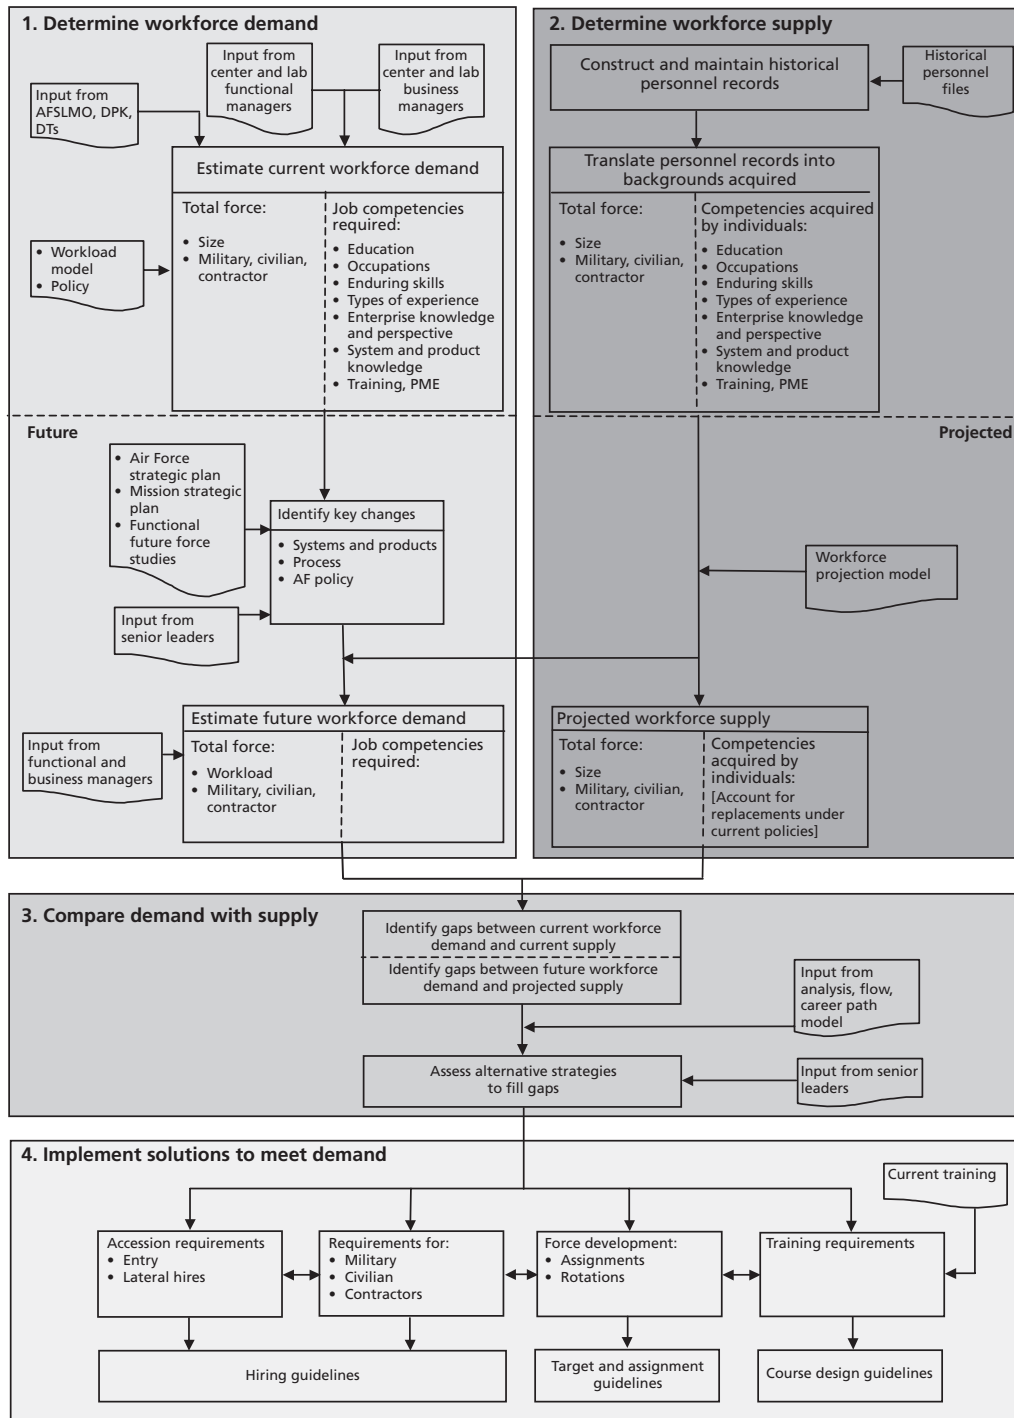 1. Determine workforce demand
Input from
center and lab
functional
managers
Input from
center and lab
business
managers
Input from
AFSLMO, DPK,
DTs
Estimate current workforce demand
Total force:
• Size
• Military, civilian,
contractor
Job competencies
required:
• Education
• Occupations
• Enduring skills
• Types of experience
• Enterprise knowledge
and perspective
• System and product
knowledge
• Training, PME
• Workload
model
• Policy
2. Determine workforce supply
Construct and maintain historical
personnel records
Historical
personnel
files
Translate personnel records into
backgrounds acquired
Total force:
• Size
• Military, civilian,
contractor
Competencies acquired
by individuals:
• Education
• Occupations
• Enduring skills
• Types of experience
• Enterprise knowledge
and perspective
• System and product
knowledge
• Training, PME
Future
• Air Force
strategic plan
• Mission strategic
plan
• Functional
future force
studies
Identify key changes
• Systems and products
• Process
• AF policy
Input from
senior leaders
Estimate future workforce demand
Total force:
• Workload
• Military, civilian,
contractor
Job competencies
required:
Input from
functional and
business managers
Projected
Workforce
projection model
Projected workforce supply
Total force:
• Size
• Military, civilian,
contractor
Competencies
acquired by
individuals:
[Account for
replacements under
current policies]
3. Compare demand with supply
Identify gaps between current workforce
demand and current supply
Identify gaps between future workforce
demand and projected supply
Input from
analysis, flow,
career path
model
Assess alternative strategies
to fill gaps
Input from senior
leaders
4. Implement solutions to meet demand
Current training
Accession requirements
• Entry
• Lateral hires
Requirements for:
• Military
• Civilian
• Contractors
Force development:
• Assignments
• Rotations
Training requirements
Hiring guidelines
Target and assignment
guidelines
Course design guidelines